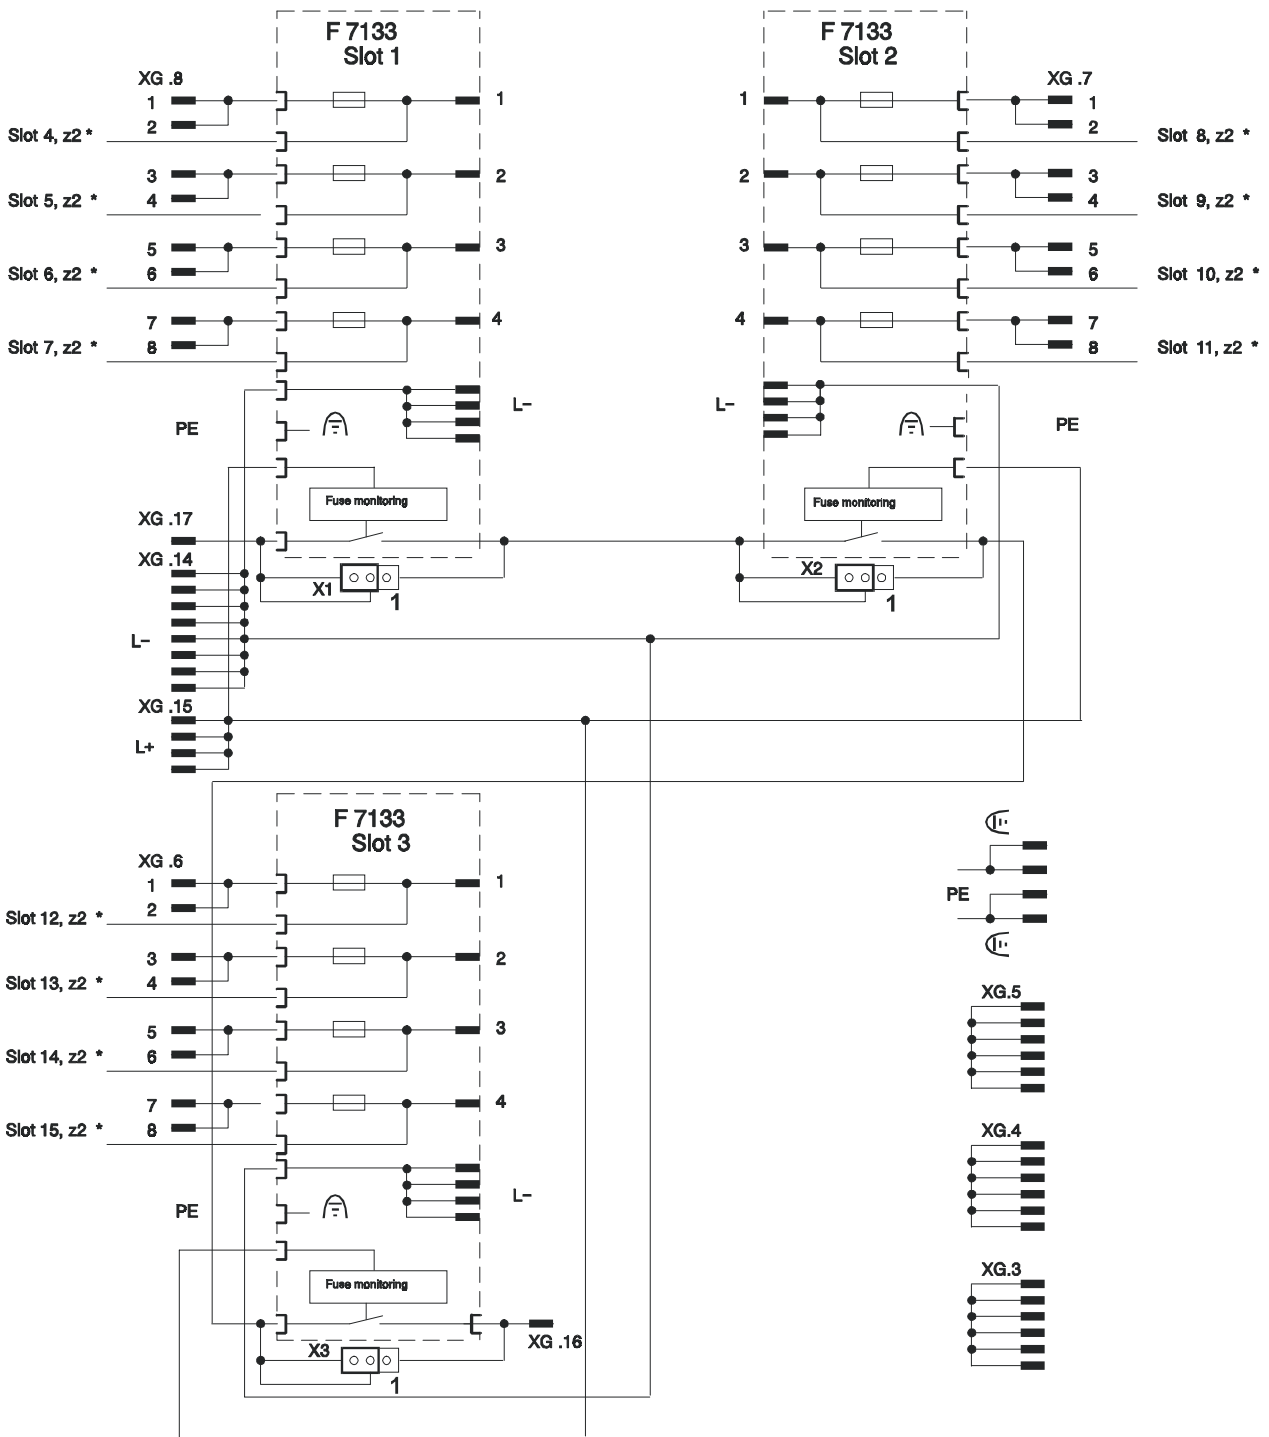 F 7133
Slot 1
XG .8
1
2
Slot 4, z2 *
3
4
Slot 5, z2 *
5
6
Slot 6, z2 *
7
8
Slot 7, z2 *
1
2
3
4
L–
PE
Fuse monitoring
XG .17
XG .14
X1
1
L–
XG .15
L+
F 7133
Slot 2
1
2
3
4
L–
XG .7
1
2
Slot 8, z2 *
3
4
Slot 9, z2 *
5
6
Slot 10, z2 *
7
8
Slot 11, z2 *
PE
Fuse monitoring
X2
1
F 7133
Slot 3
XG .6
1
2
Slot 12, z2 *
3
4
Slot 13, z2 *
5
6
Slot 14, z2 *
7
8
Slot 15, z2 *
1
2
3
4
L–
PE
Fuse monitoring
XG .16
X3
1
PE
XG.5
XG.4
XG.3